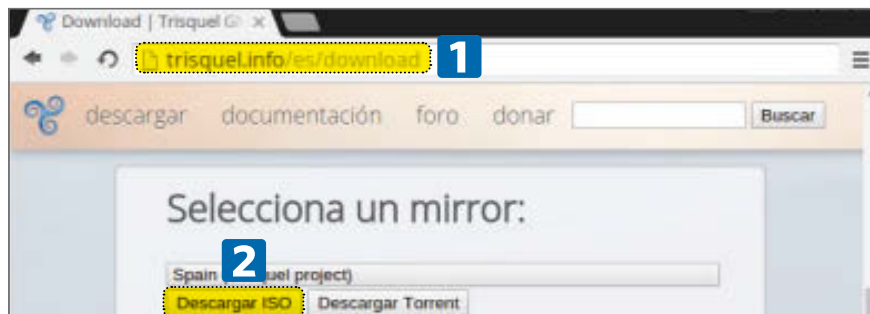 Download | Trisquel G
trisquel.info/es/download
1
descargar documentación foro donar Buscar
Selecciona un mirror:
2
Spain uel project)
Descargar ISO Descargar Torrent